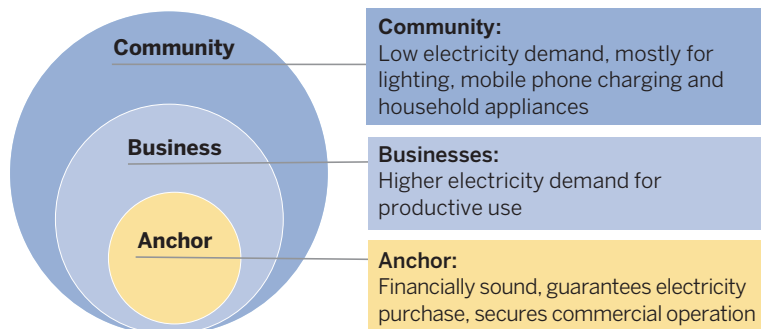 Community
Business
Anchor
Community:
Low electricity demand, mostly for
lighting, mobile phone charging and
household appliances
Businesses:
Higher electricity demand for
productive use
Anchor:
Financially sound, guarantees electricity
purchase, secures commercial operation